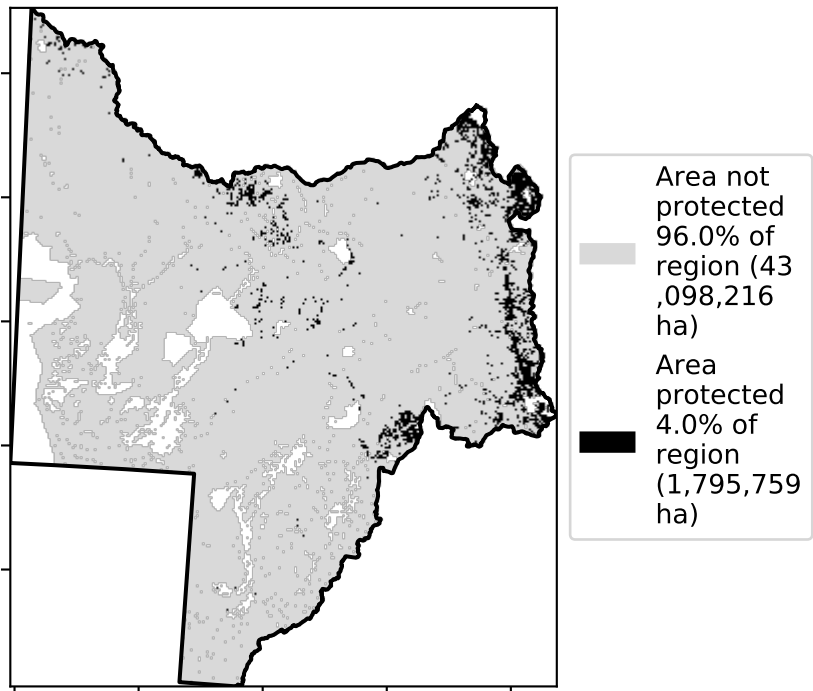 Area not
protected
96.0% of
region (43
,098,216
ha)
Area
protected
4.0% of
region
(1,795,759
ha)